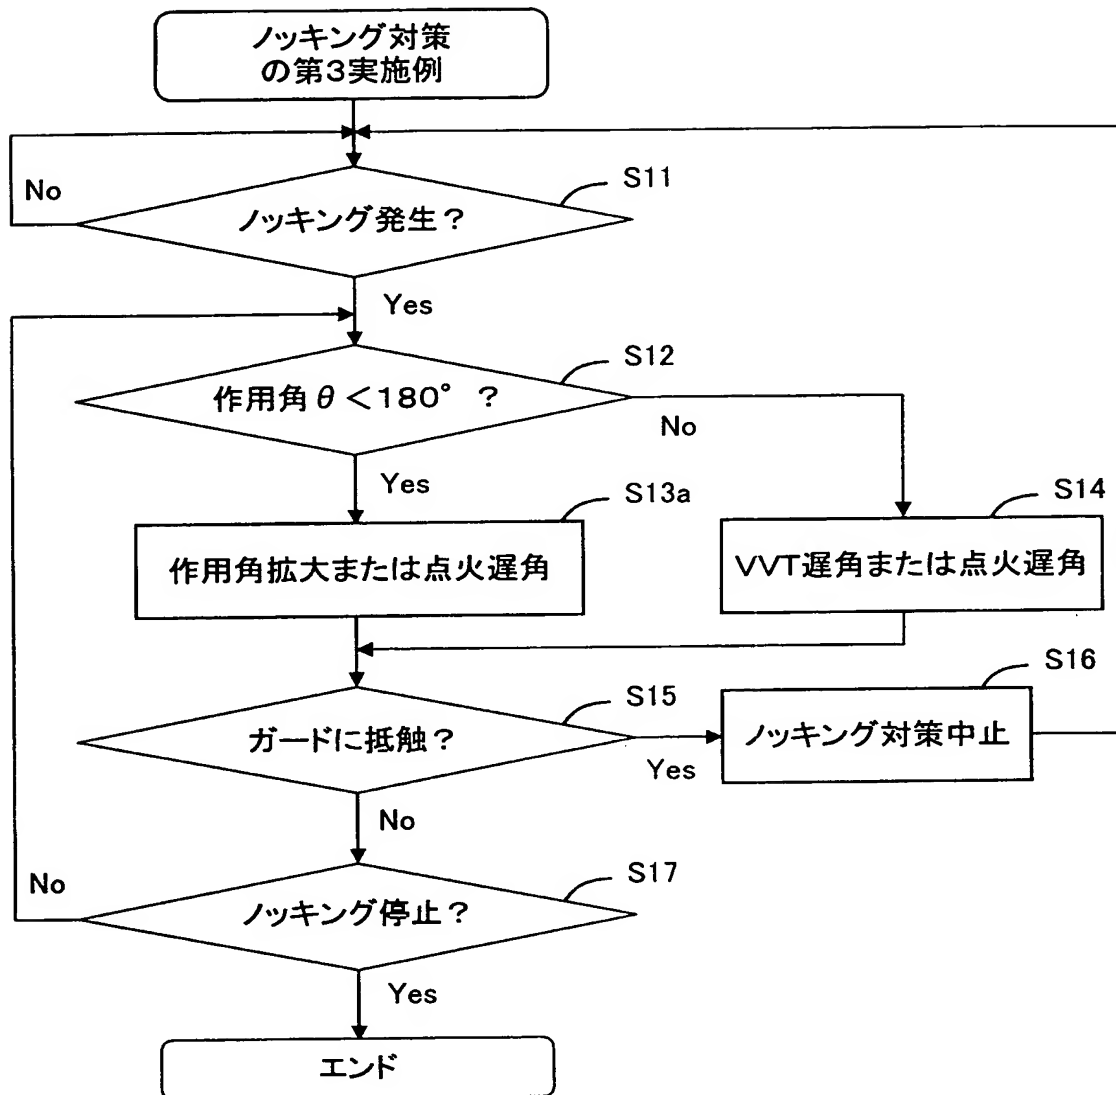 ノッキング対策
の第3実施例
No
S11
ノッキング発生？
Yes
S12
作用角θ＜180°？
No
Yes
S13a
S14
作用角拡大または点火遅角
VVT遅角または点火遅角
S15
S16
ガードに抵触？
Yes
ノッキング対策中止
No
S17
No
ノッキング停止？
Yes
エンド